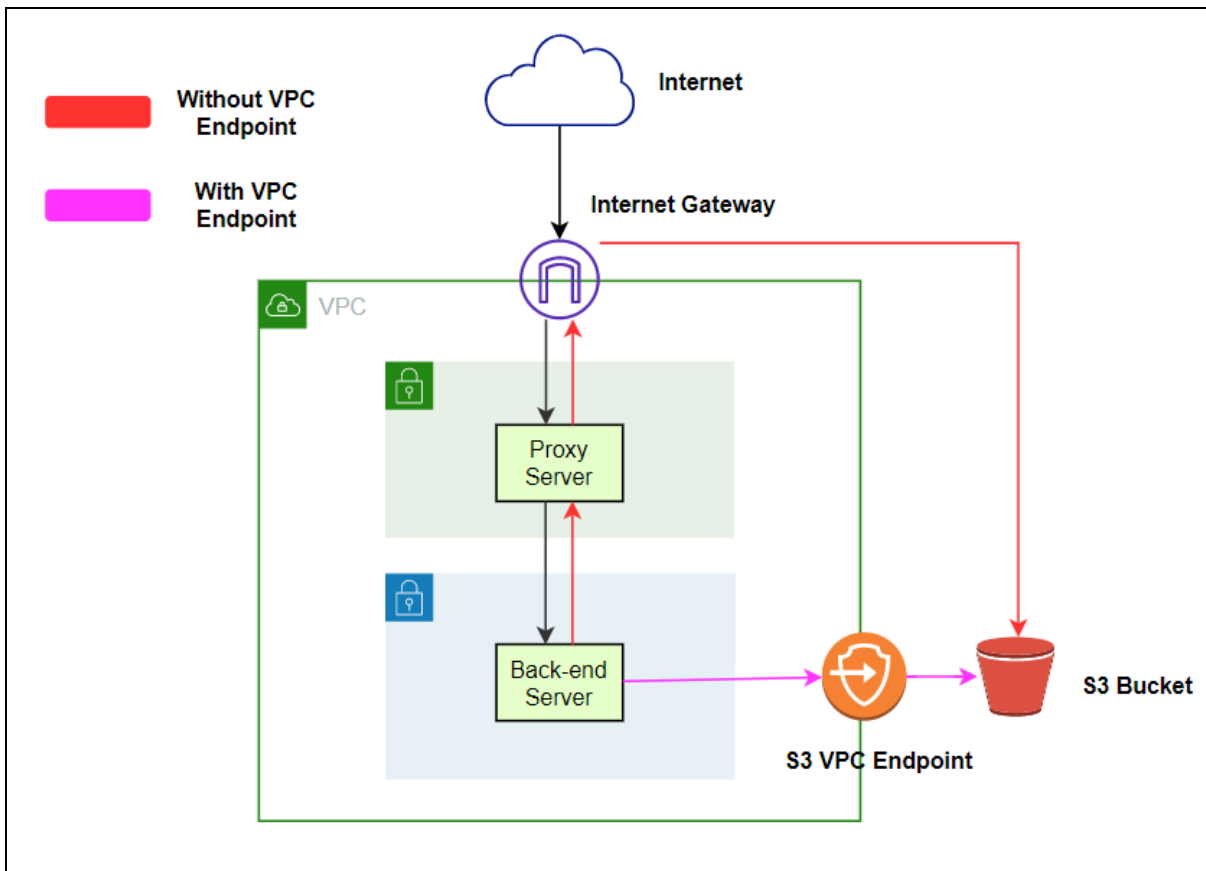 Internet
Without VPC
Endpoint
With VPC
Endpoint
Internet Gateway
VPC
Proxy
Server
Back-end
Server
S3 Bucket
S3 VPC Endpoint